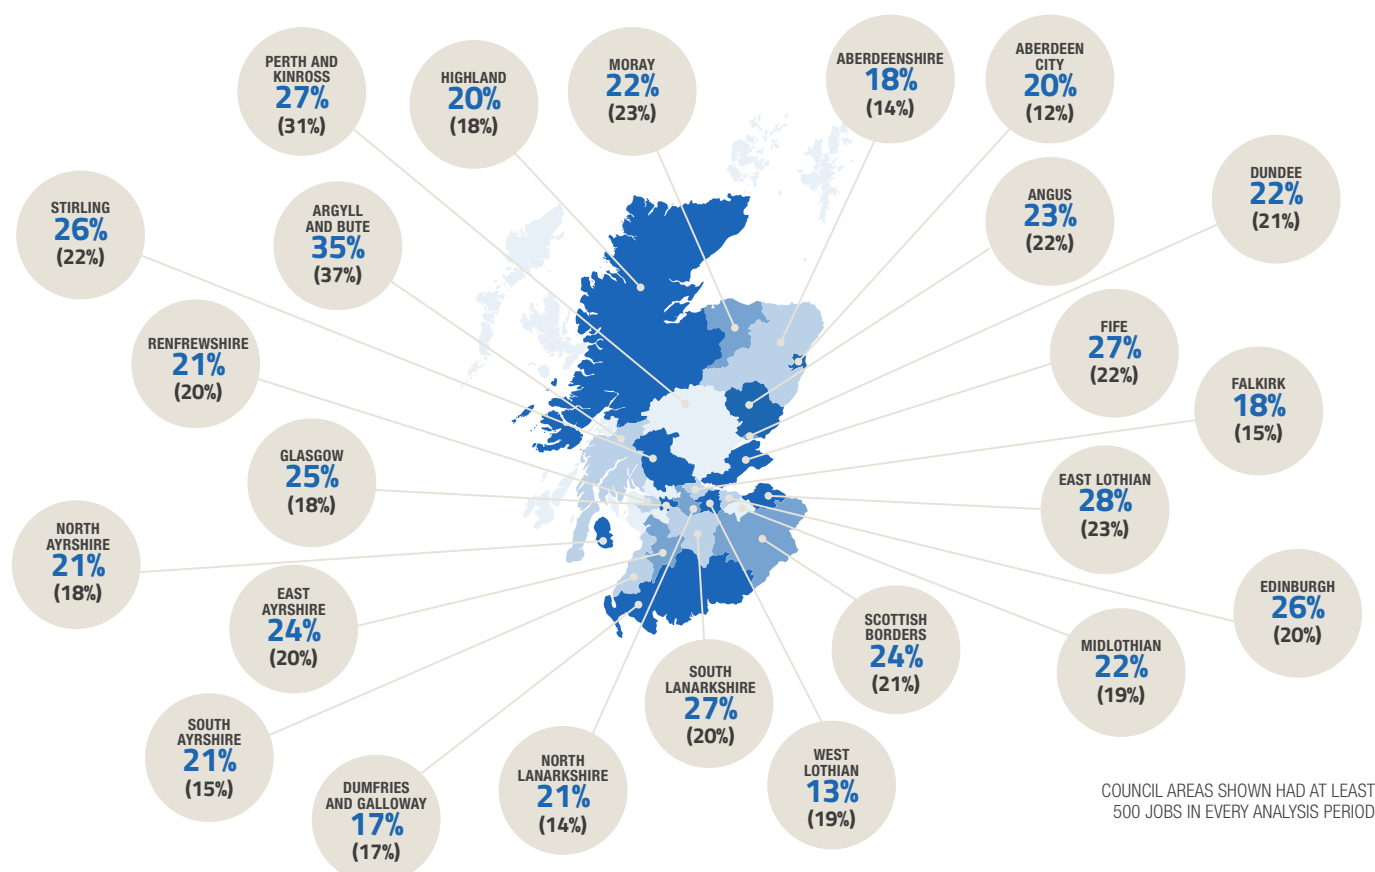 PERTH AND
KINROSS
27%
(31%)
HIGHLAND
20%
(18%)
MORAY
22%
(23%)
ABERDEENSHIRE
18%
(14%)
ABERDEEN
CITY
20%
(12%)
STIRLING
26%
(22%)
ARGYLL
AND BUTE
35%
(37%)
ANGUS
23%
(22%)
DUNDEE
22%
(21%)
RENFREWSHIRE
21%
(20%)
FIFE
27%
(22%)
FALKIRK
18%
(15%)
GLASGOW
25%
(18%)
EAST LOTHIAN
28%
(23%)
NORTH
AYRSHIRE
21%
(18%)
EAST
AYRSHIRE
24%
(20%)
SCOTTISH
BORDERS
24%
(21%)
MIDLOTHIAN
22%
(19%)
EDINBURGH
26%
(20%)
SOUTH
AYRSHIRE
21%
(15%)
DUMFRIES
AND GALLOWAY
17%
(17%)
NORTH
LANARKSHIRE
21%
(14%)
SOUTH
LANARKSHIRE
27%
(20%)
WEST
LOTHIAN
13%
(19%)
COUNCIL AREAS SHOWN HAD AT LEAST
500 JOBS IN EVERY ANALYSIS PERIOD